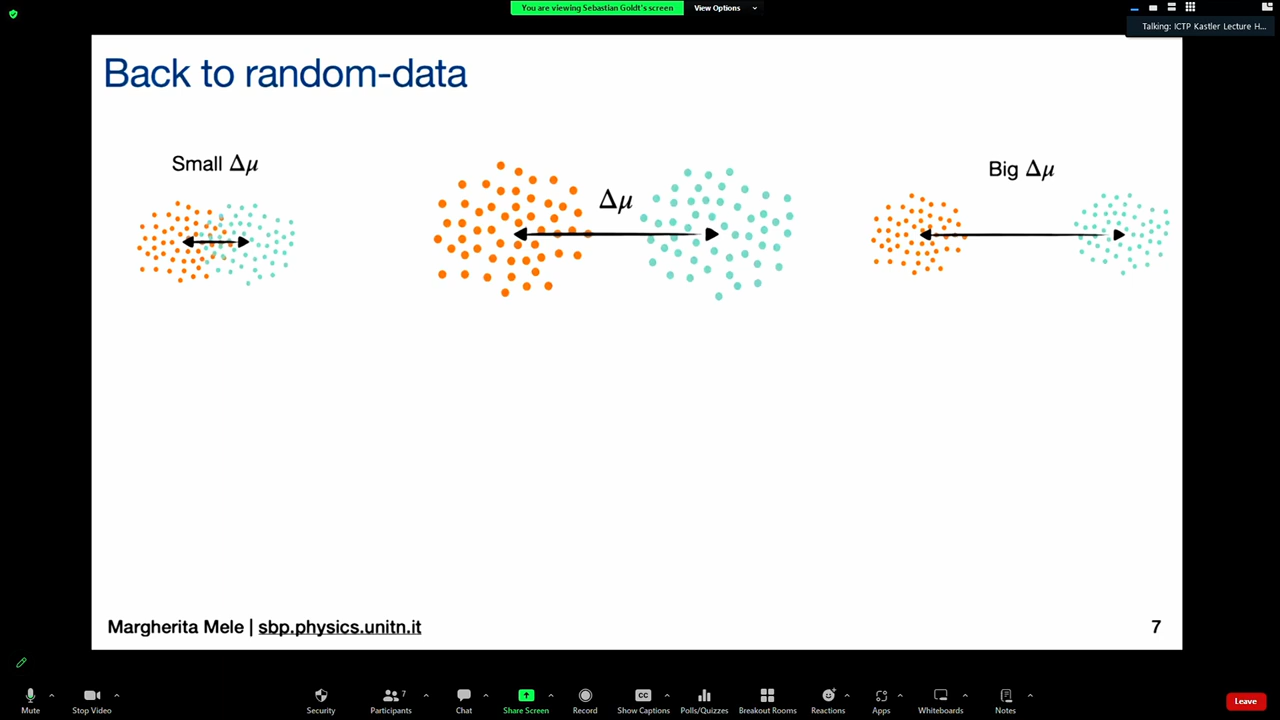 You are viewing Sebastian Goldt's screen
View Options
Talking: ICTP Kastler Lecture H...
Back to random-data
Small Δμ
Δμ
Big Δμ
Margherita Mele | sbp.physics.unitn.it
7
Mute
Stop Video
Security
Participants
7
Chat
Share Screen
Record
CC
Show Captions
Polls/Quizzes
Breakout Rooms
Reactions
Apps
Whiteboards
Notes
Leave